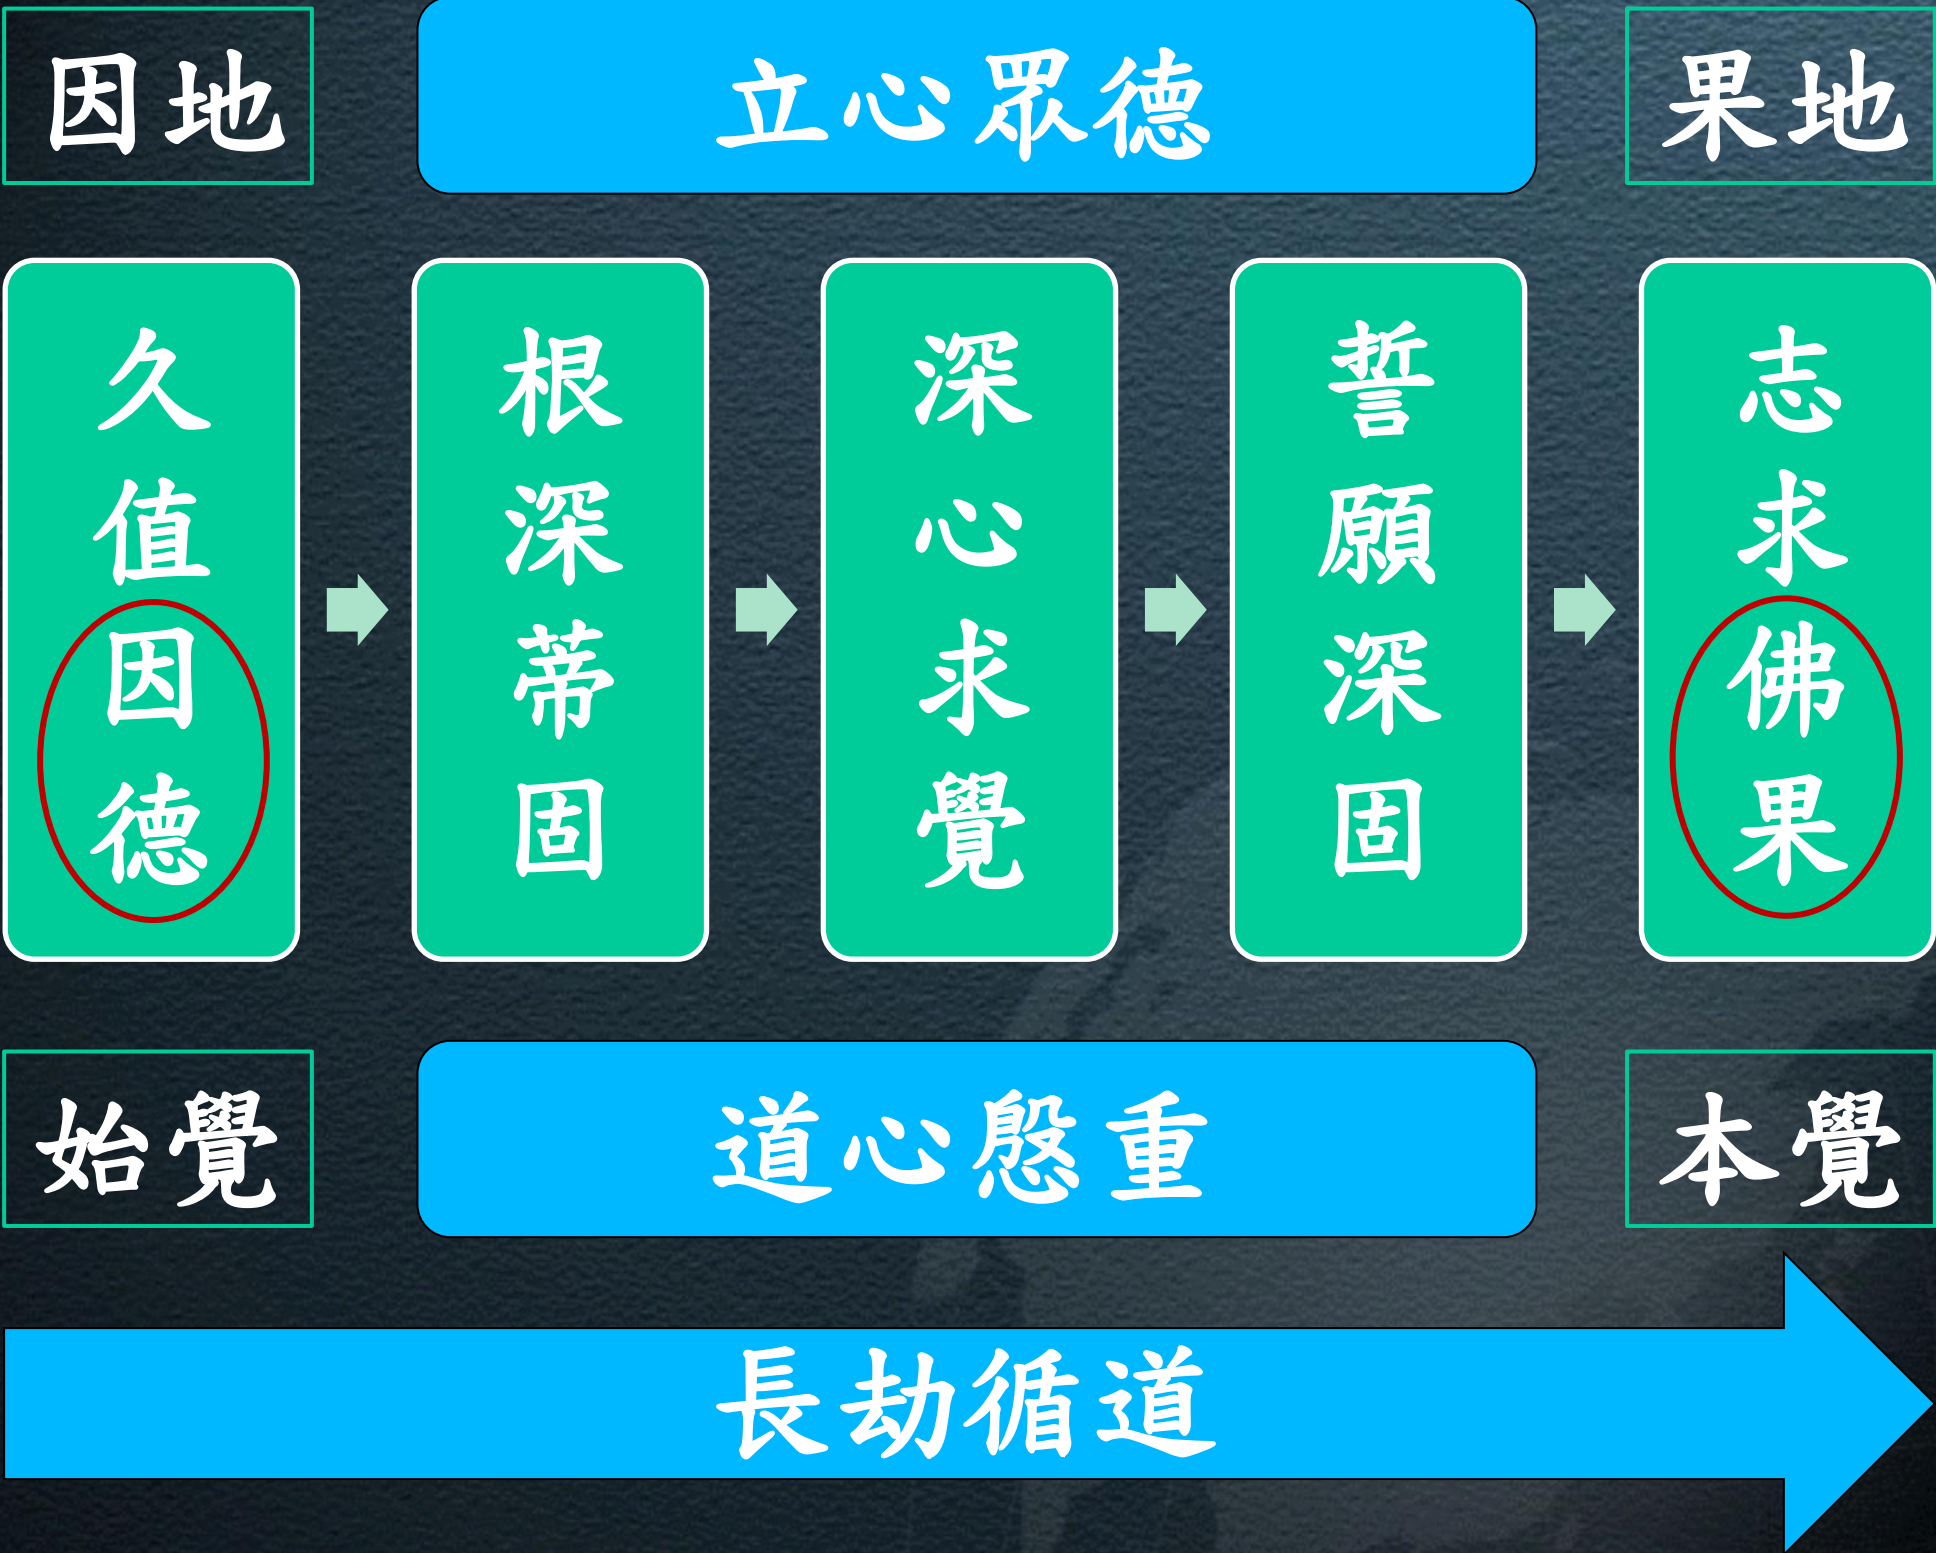 因地
立心眾德
果地
久值因德
根深蒂固
深心求覺
誓願深固
志求佛果
始覺
道心慇重
本覺
長劫循道